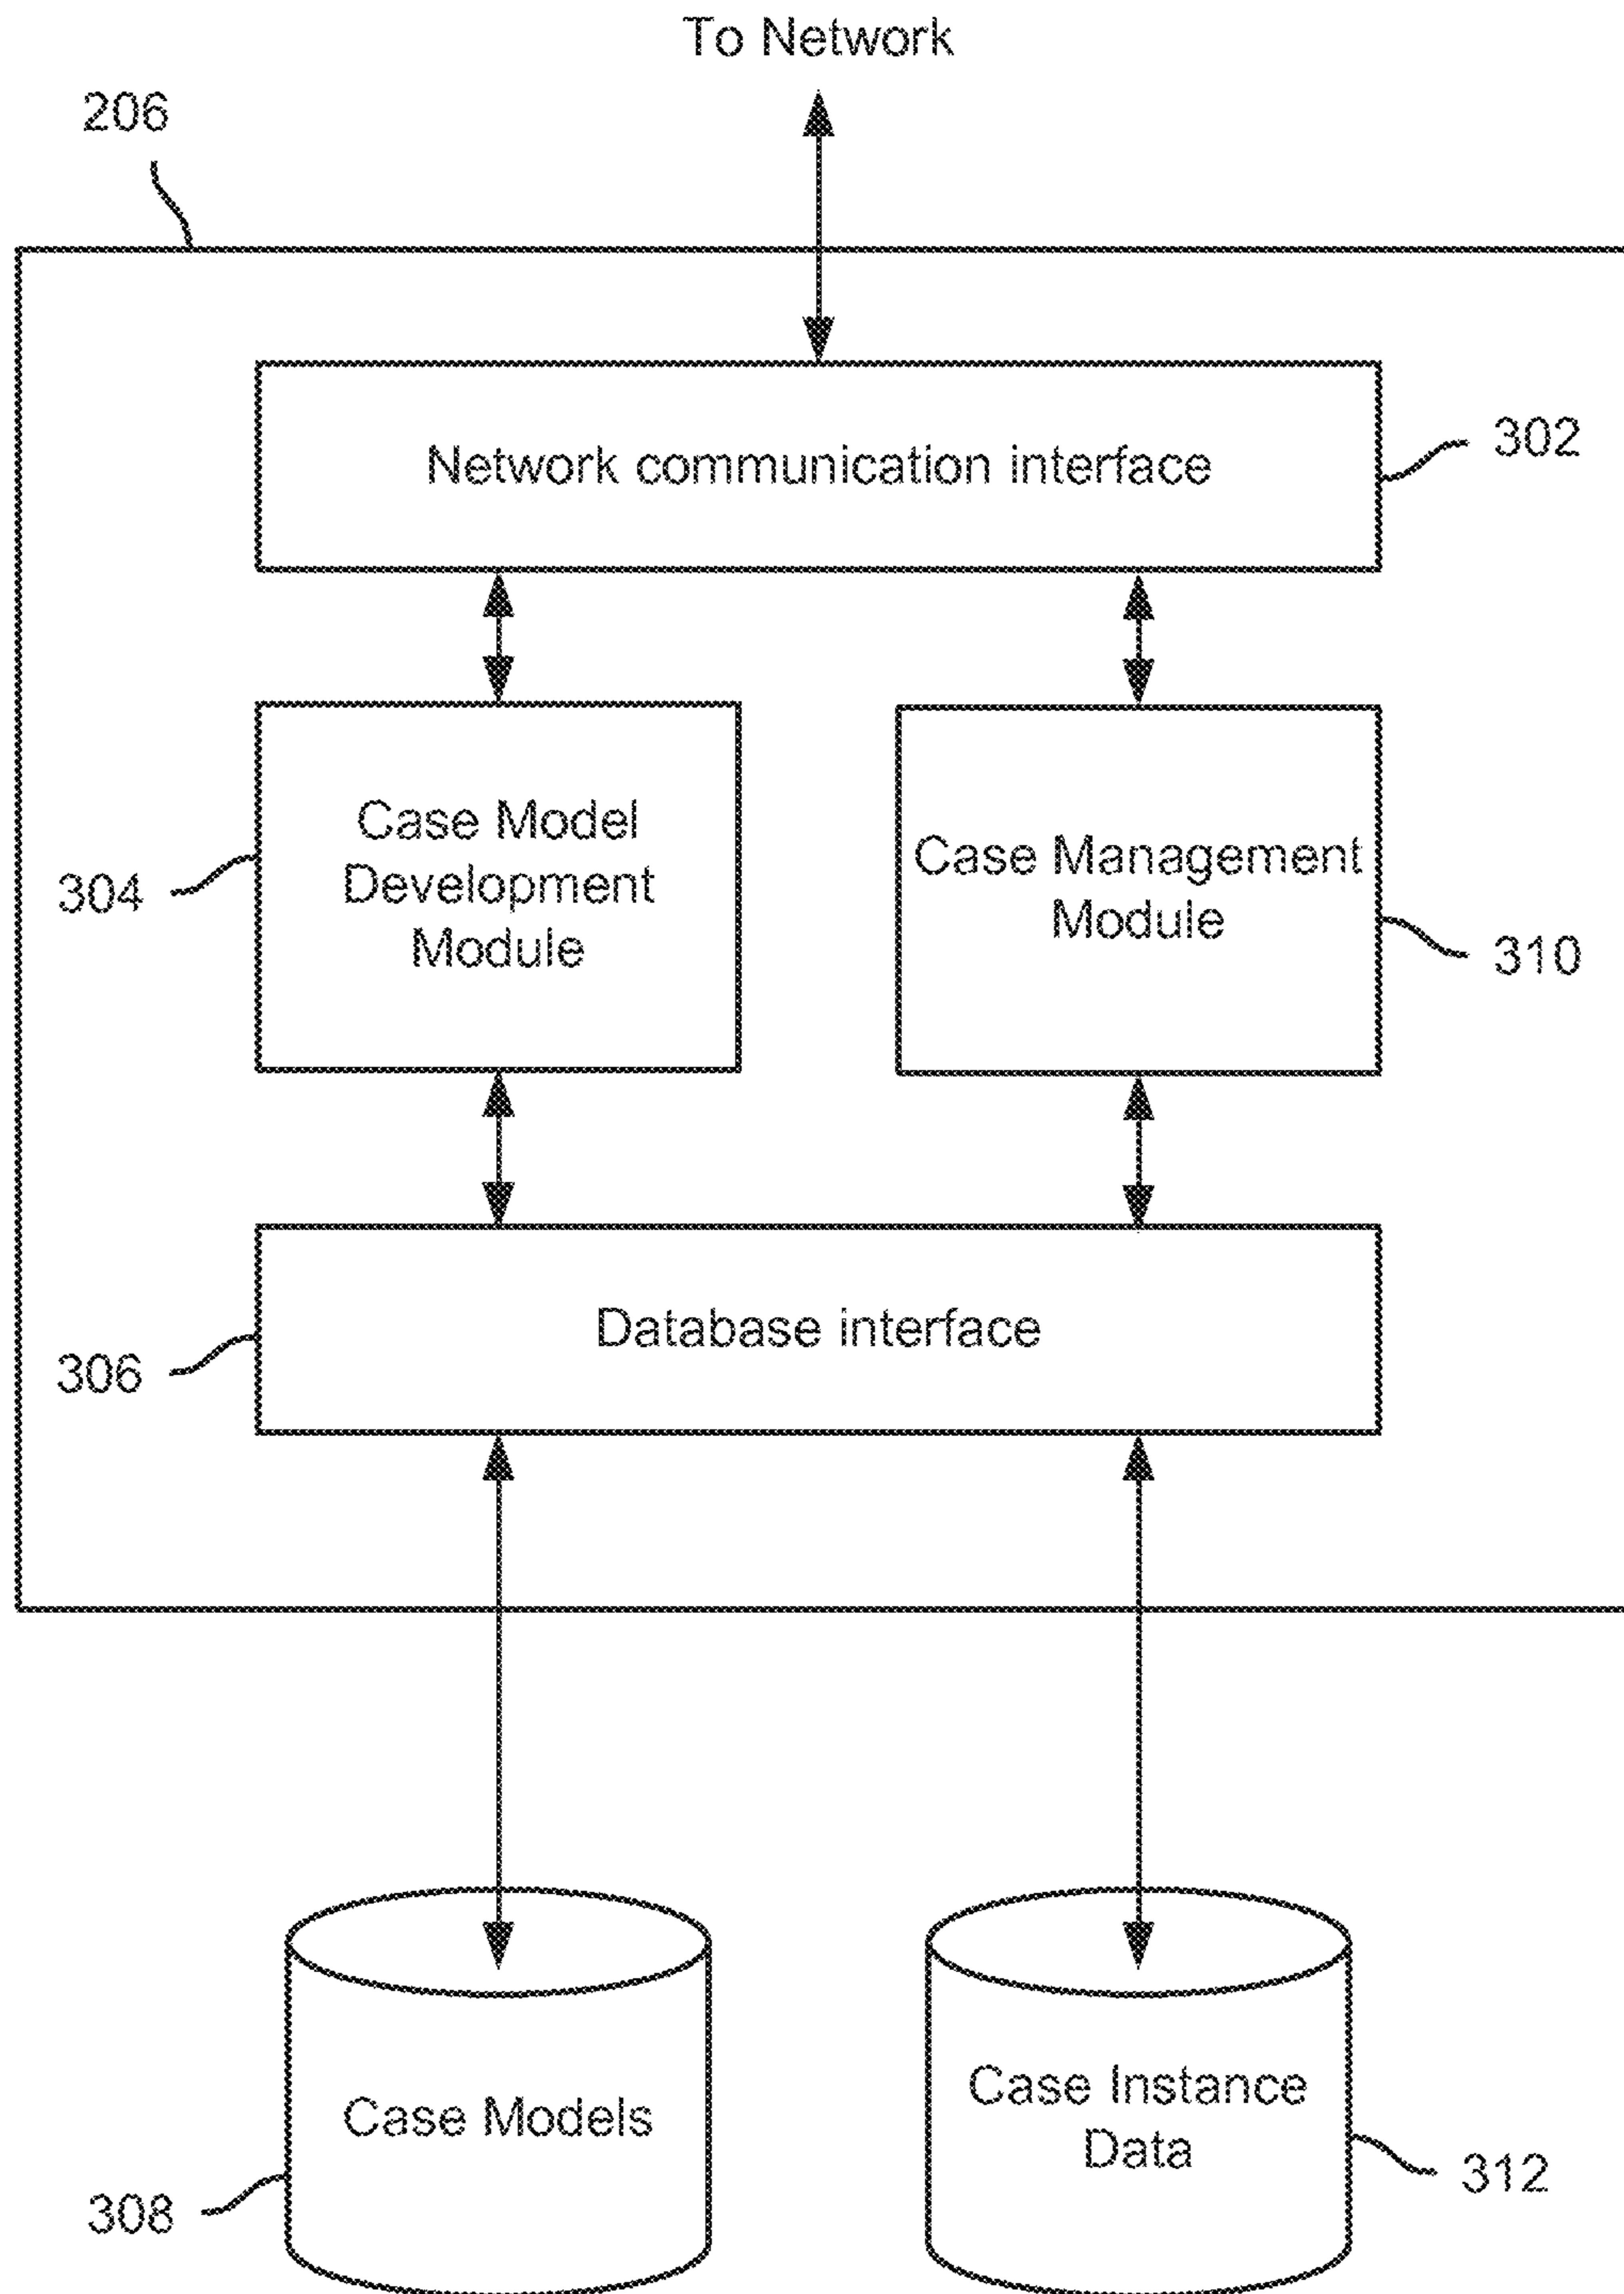 To Network
206
Network communication interface
302
Case Model
Development
Module
304
Case Management
Module
310
Database interface
306
Case Models
308
Case Instance
Data
312